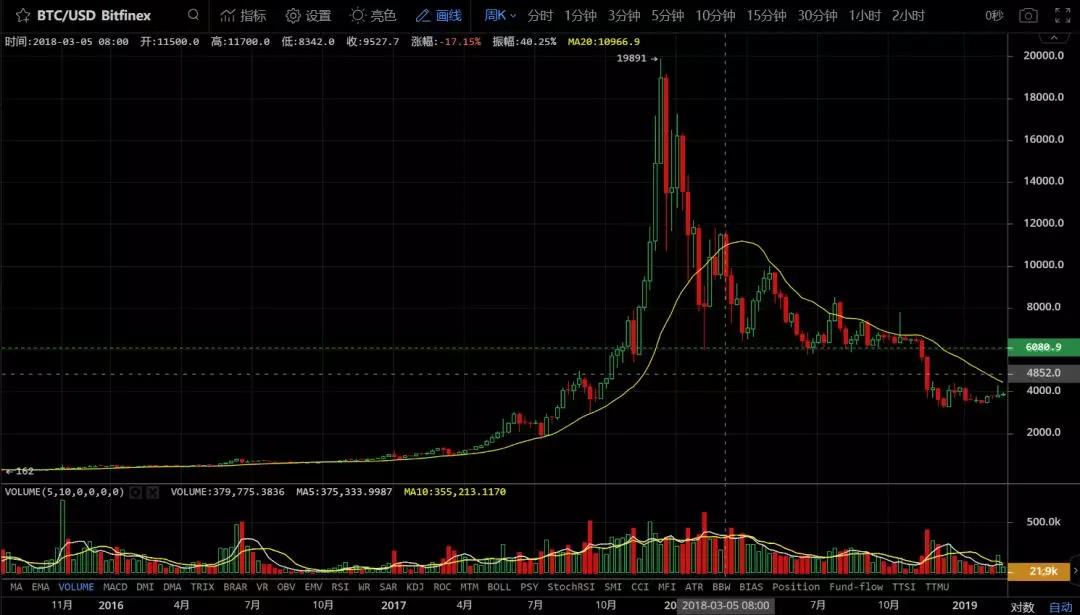 BTC/USD Bitfinex 指标 设置 亮色 画线 周K 分时 1分钟 3分钟 5分钟 10分钟 15分钟 30分钟 1小时 2小时 0秒
时间:2018-03-05 08:00 开:11500.0 高:11700.0 低:8342.0 收:9527.7 涨幅:-17.15% 振幅:40.25% MA20:10966.9
20000.0
19891
18000.0
16000.0
14000.0
12000.0
10000.0
8000.0
6080.9
4852.0
4000.0
2000.0
162
VOLUME(5,10,0,0,0,0) VOLUME:379,775.3836 MA5:375,333.9987 MA10:355,213.1170
500.0k
21.9k
MA EMA VOLUME MACD DMI DMA TRIX BRAR VR OBV EMV RSI WR SAR KDJ ROC MTM BOLL PSY StochRSI SMI CCI MFI ATR BBW BIAS Position Fund-flow TTSI TTMU
11月 2016 4月 7月 10月 2017 4月 7月 10月 20 2018-03-05 08:00 7月 10月 2019 对数 自动